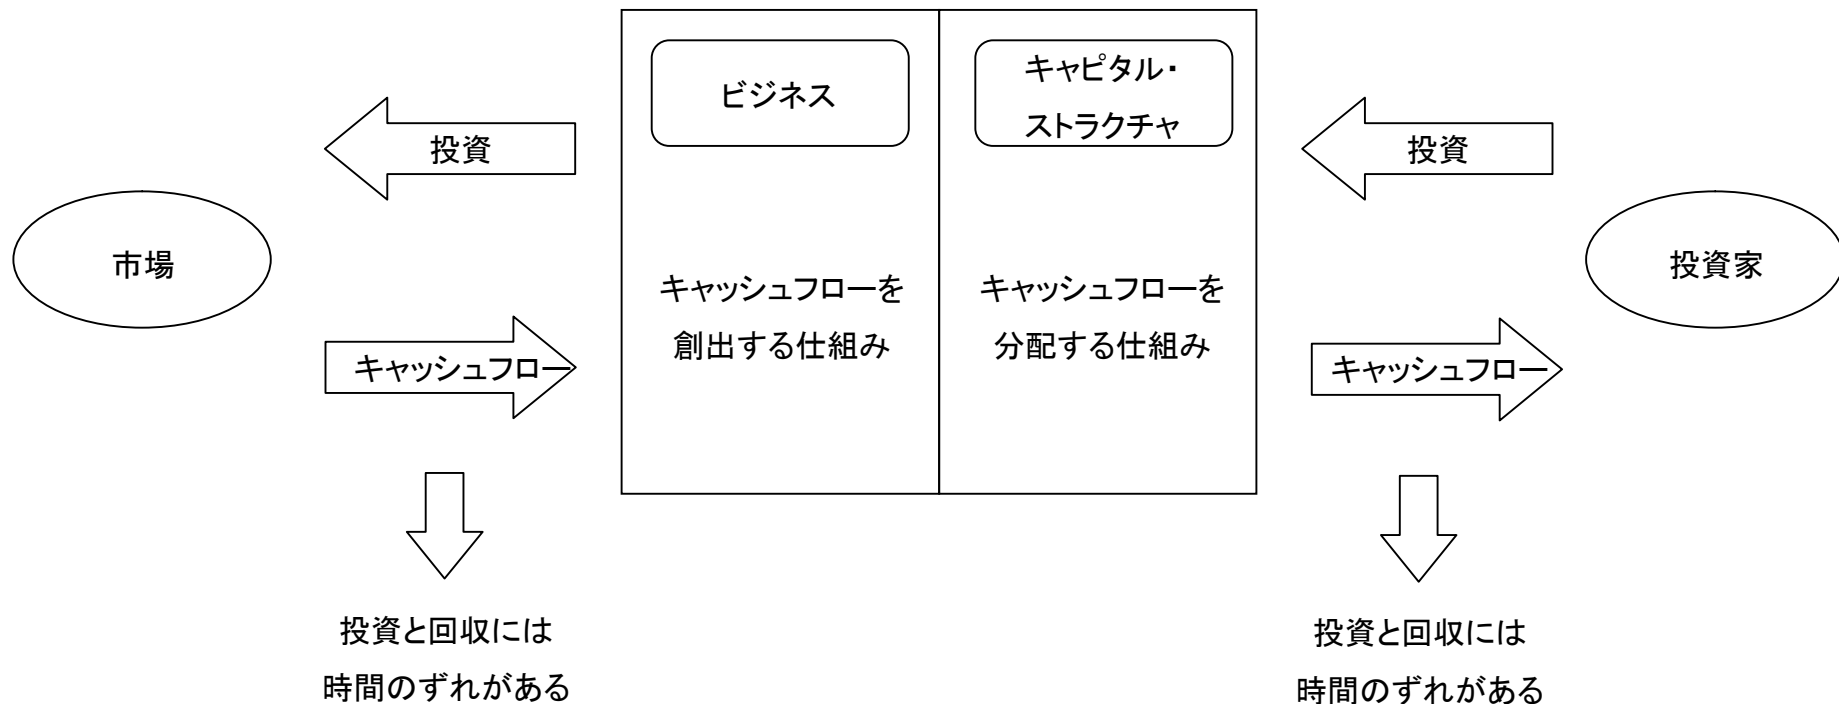 ビジネス
キャピタル・
ストラクチャ
投資
投資
市場
キャッシュフローを
創出する仕組み
キャッシュフローを
分配する仕組み
投資家
キャッシュフロー
キャッシュフロー
投資と回収には
時間のずれがある
投資と回収には
時間のずれがある